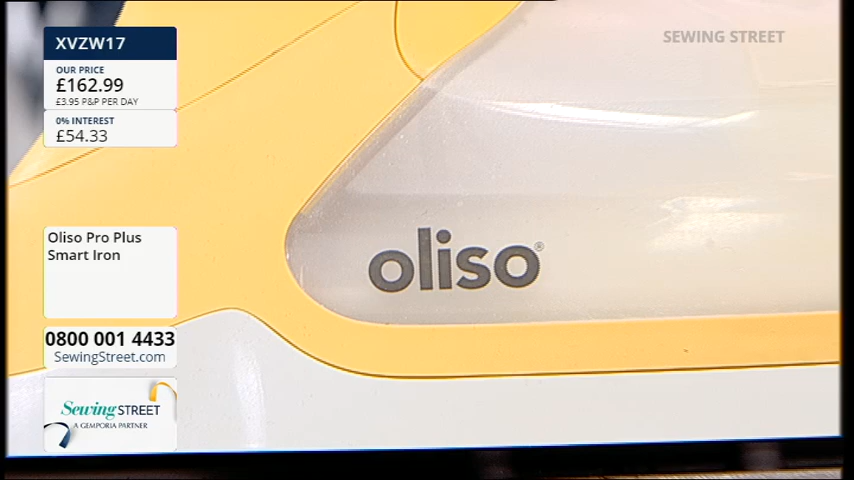 XVZW17
OUR PRICE
£162.99
£3.95 P&P PER DAY
0% INTEREST
£54.33
Oliso Pro Plus
Smart Iron
0800 001 4433
SewingStreet.com
Sewing STREET
A GEMPORIA PARTNER
SEWING STREET
oliso®